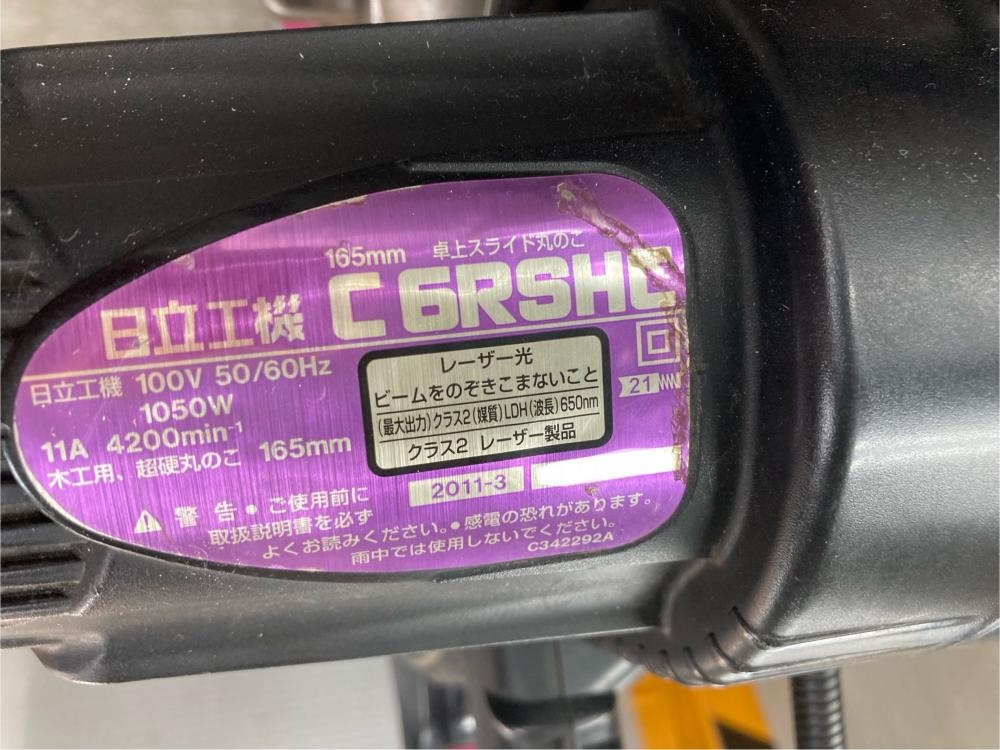 165mm 卓上スライド丸のこ
日立工機 C 6RSH
日立工機 100V 50/60Hz
1050W
11A 4200min⁻¹
木工用、超硬丸のこ 165mm
レーザー光
ビームをのぞきこまないこと
(最大出力)クラス2(媒質)LDH(波長)650nm
クラス2 レーザー製品
21
2011-3
警告 ●ご使用前に
取扱説明書を必ず
よくお読みください。●感電の恐れがあります。
雨中では使用しないでください。
C342292A